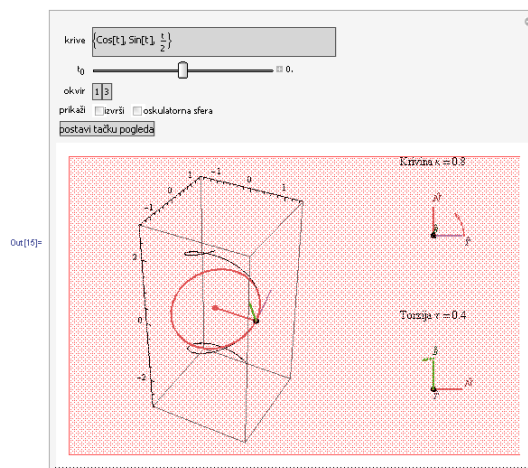 krive {Cos[t], Sin[t], t/2}
t₀ 0.
okvir 1 3
prikaži izvrši oskulatorna sfera
postavi tačku pogleda
Out[15]=
Krivina κ = 0.8
-1 0 1
-1 0 1
2
0
-2
N̂
T̂
Torzija τ = 0.4
B̂
N̂
T̂